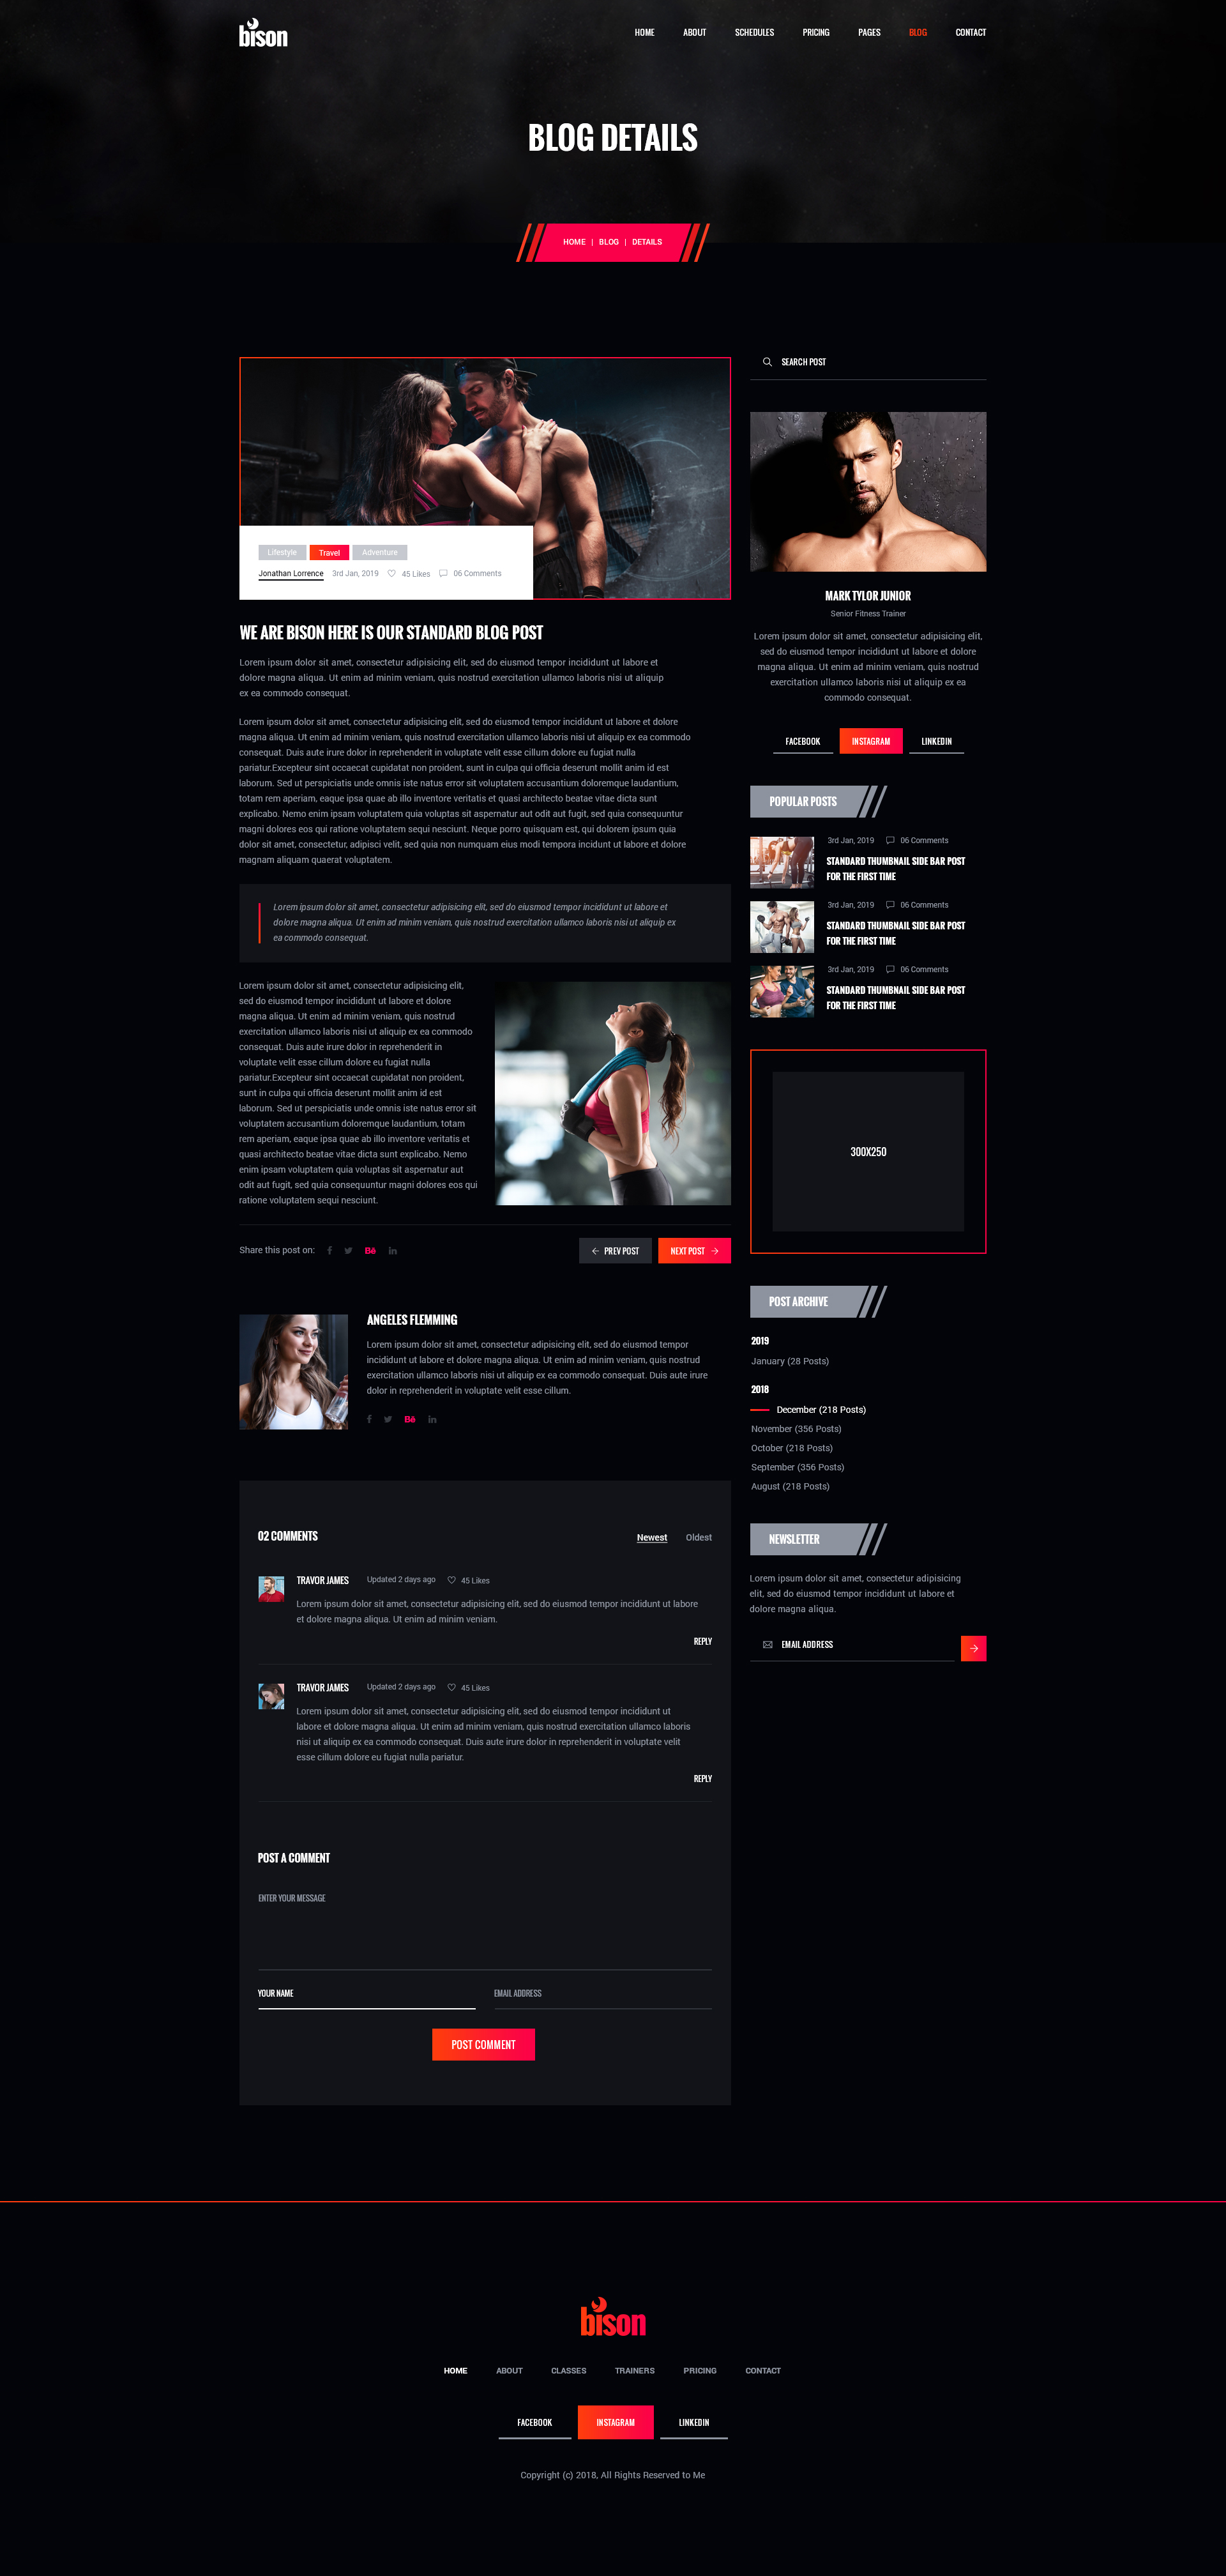 bison
HOME ABOUT SCHEDULES PRICING PAGES BLOG CONTACT
BLOG DETAILS
HOME | BLOG | DETAILS
Lifestyle Travel Adventure
Jonathan Lorrence 3rd Jan, 2019 45 Likes 06 Comments
WE ARE BISON HERE IS OUR STANDARD BLOG POST
Lorem ipsum dolor sit amet, consectetur adipisicing elit, sed do eiusmod tempor incididunt ut labore et
dolore magna aliqua. Ut enim ad minim veniam, quis nostrud exercitation ullamco laboris nisi ut aliquip
ex ea commodo consequat.
Lorem ipsum dolor sit amet, consectetur adipisicing elit, sed do eiusmod tempor incididunt ut labore et dolore
magna aliqua. Ut enim ad minim veniam, quis nostrud exercitation ullamco laboris nisi ut aliquip ex ea commodo
consequat. Duis aute irure dolor in reprehenderit in voluptate velit esse cillum dolore eu fugiat nulla
pariatur.Excepteur sint occaecat cupidatat non proident, sunt in culpa qui officia deserunt mollit anim id est
laborum. Sed ut perspiciatis unde omnis iste natus error sit voluptatem accusantium doloremque laudantium,
totam rem aperiam, eaque ipsa quae ab illo inventore veritatis et quasi architecto beatae vitae dicta sunt
explicabo. Nemo enim ipsam voluptatem quia voluptas sit aspernatur aut odit aut fugit, sed quia consequuntur
magni dolores eos qui ratione voluptatem sequi nesciunt. Neque porro quisquam est, qui dolorem ipsum quia
dolor sit amet, consectetur, adipisci velit, sed quia non numquam eius modi tempora incidunt ut labore et dolore
magnam aliquam quaerat voluptatem.
Lorem ipsum dolor sit amet, consectetur adipisicing elit, sed do eiusmod tempor incididunt ut labore et
dolore magna aliqua. Ut enim ad minim veniam, quis nostrud exercitation ullamco laboris nisi ut aliquip ex
ea commodo consequat.
Lorem ipsum dolor sit amet, consectetur adipisicing elit,
sed do eiusmod tempor incididunt ut labore et dolore
magna aliqua. Ut enim ad minim veniam, quis nostrud
exercitation ullamco laboris nisi ut aliquip ex ea commodo
consequat. Duis aute irure dolor in reprehenderit in
voluptate velit esse cillum dolore eu fugiat nulla
pariatur.Excepteur sint occaecat cupidatat non proident,
sunt in culpa qui officia deserunt mollit anim id est
laborum. Sed ut perspiciatis unde omnis iste natus error sit
voluptatem accusantium doloremque laudantium, totam
rem aperiam, eaque ipsa quae ab illo inventore veritatis et
quasi architecto beatae vitae dicta sunt explicabo. Nemo
enim ipsam voluptatem quia voluptas sit aspernatur aut
odit aut fugit, sed quia consequuntur magni dolores eos qui
ratione voluptatem sequi nesciunt.
Share this post on: Bē
PREV POST NEXT POST
ANGELES FLEMMING
Lorem ipsum dolor sit amet, consectetur adipisicing elit, sed do eiusmod tempor
incididunt ut labore et dolore magna aliqua. Ut enim ad minim veniam, quis nostrud
exercitation ullamco laboris nisi ut aliquip ex ea commodo consequat. Duis aute irure
dolor in reprehenderit in voluptate velit esse cillum.
Bē
02 COMMENTS Newest Oldest
TRAVOR JAMES Updated 2 days ago 45 Likes
Lorem ipsum dolor sit amet, consectetur adipisicing elit, sed do eiusmod tempor incididunt ut labore
et dolore magna aliqua. Ut enim ad minim veniam.
REPLY
TRAVOR JAMES Updated 2 days ago 45 Likes
Lorem ipsum dolor sit amet, consectetur adipisicing elit, sed do eiusmod tempor incididunt ut
labore et dolore magna aliqua. Ut enim ad minim veniam, quis nostrud exercitation ullamco laboris
nisi ut aliquip ex ea commodo consequat. Duis aute irure dolor in reprehenderit in voluptate velit
esse cillum dolore eu fugiat nulla pariatur.
REPLY
POST A COMMENT
ENTER YOUR MESSAGE
YOUR NAME EMAIL ADDRESS
POST COMMENT
SEARCH POST
MARK TYLOR JUNIOR
Senior Fitness Trainer
Lorem ipsum dolor sit amet, consectetur adipisicing elit,
sed do eiusmod tempor incididunt ut labore et dolore
magna aliqua. Ut enim ad minim veniam, quis nostrud
exercitation ullamco laboris nisi ut aliquip ex ea
commodo consequat.
FACEBOOK INSTAGRAM LINKEDIN
POPULAR POSTS
3rd Jan, 2019 06 Comments
STANDARD THUMBNAIL SIDE BAR POST
FOR THE FIRST TIME
3rd Jan, 2019 06 Comments
STANDARD THUMBNAIL SIDE BAR POST
FOR THE FIRST TIME
3rd Jan, 2019 06 Comments
STANDARD THUMBNAIL SIDE BAR POST
FOR THE FIRST TIME
300X250
POST ARCHIVE
2019
January (28 Posts)
2018
December (218 Posts)
November (356 Posts)
October (218 Posts)
September (356 Posts)
August (218 Posts)
NEWSLETTER
Lorem ipsum dolor sit amet, consectetur adipisicing
elit, sed do eiusmod tempor incididunt ut labore et
dolore magna aliqua.
EMAIL ADDRESS
bison
HOME ABOUT CLASSES TRAINERS PRICING CONTACT
FACEBOOK INSTAGRAM LINKEDIN
Copyright (c) 2018, All Rights Reserved to Me